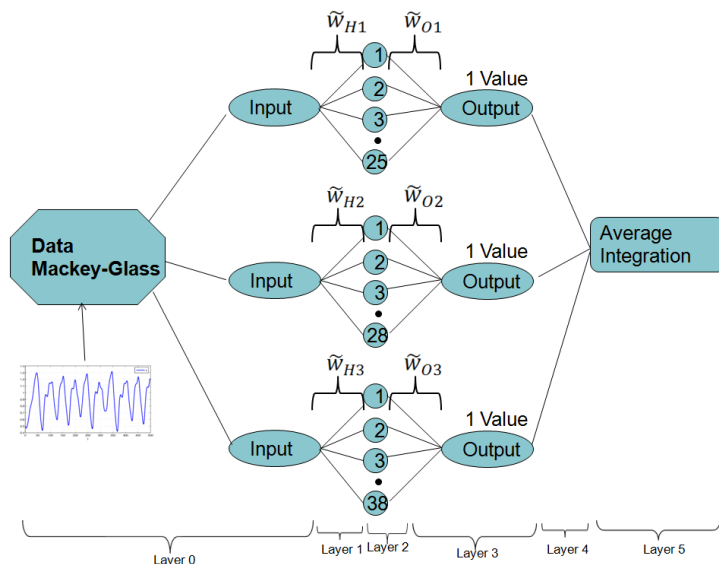 w̃H1
w̃O1
1
2
3
25
Input
1 Value
Output
w̃H2
w̃O2
1
2
3
28
Input
1 Value
Output
Data
Mackey-Glass
Average
Integration
w̃H3
w̃O3
1
2
3
38
Input
1 Value
Output
Layer 0
Layer 1
Layer 2
Layer 3
Layer 4
Layer 5